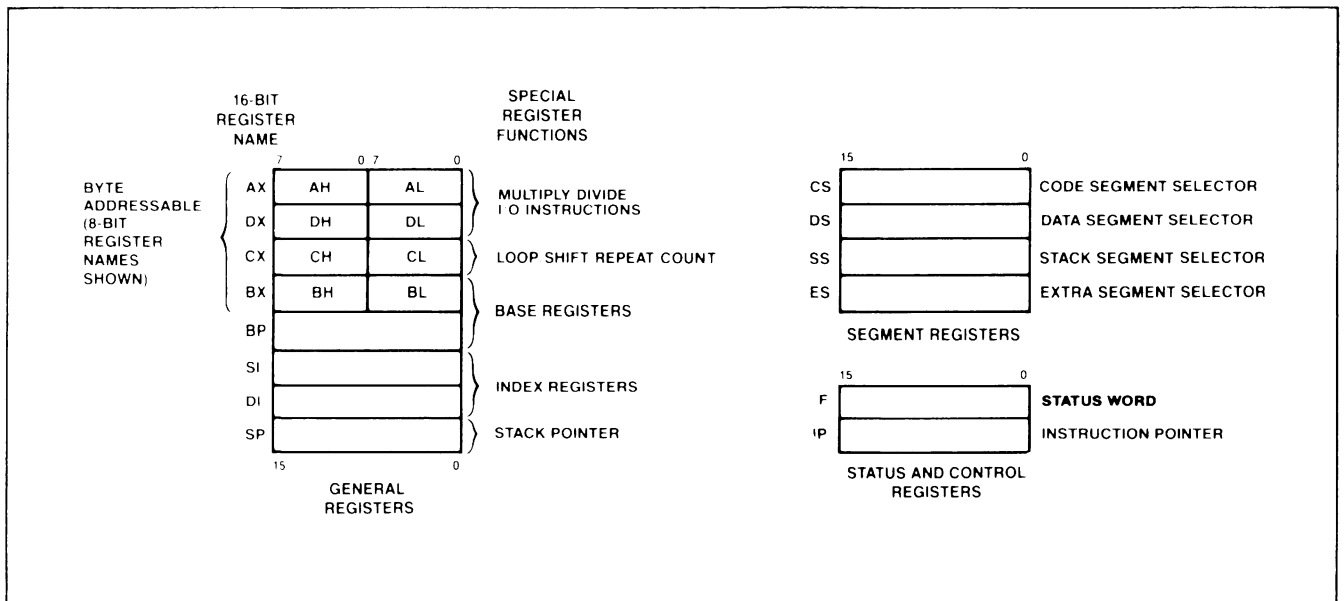 16-BIT
REGISTER
NAME
SPECIAL
REGISTER
FUNCTIONS
7 0 7 0
BYTE
ADDRESSABLE
(8-BIT
REGISTER
NAMES
SHOWN)
AX AH AL
DX DH DL
MULTIPLY DIVIDE
I O INSTRUCTIONS
CX CH CL LOOP SHIFT REPEAT COUNT
BX BH BL
BP
BASE REGISTERS
SI
DI
INDEX REGISTERS
SP STACK POINTER
15 0
GENERAL
REGISTERS
15 0
CS CODE SEGMENT SELECTOR
DS DATA SEGMENT SELECTOR
SS STACK SEGMENT SELECTOR
ES EXTRA SEGMENT SELECTOR
SEGMENT REGISTERS
15 0
F STATUS WORD
IP INSTRUCTION POINTER
STATUS AND CONTROL
REGISTERS